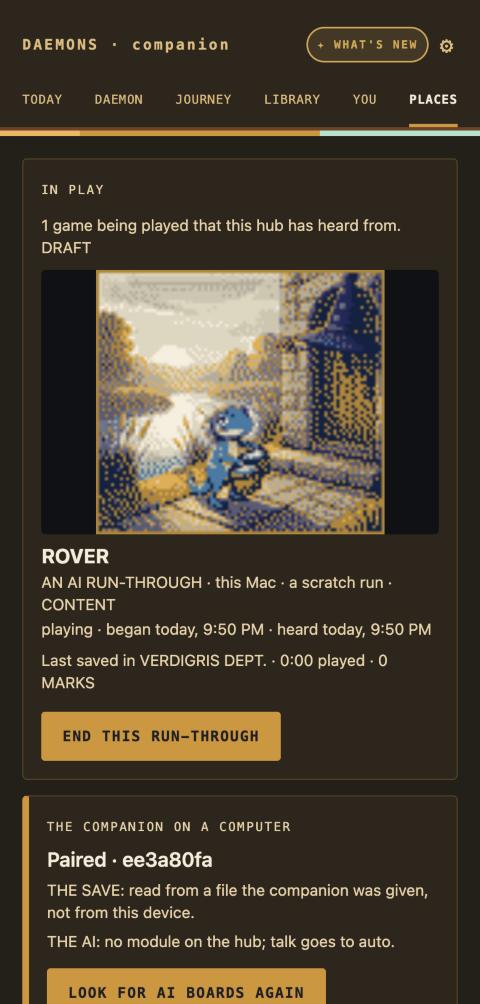 DAEMONS · companion
✦ WHAT'S NEW
TODAY DAEMON JOURNEY LIBRARY YOU PLACES
IN PLAY
1 game being played that this hub has heard from.
DRAFT
ROVER
AN AI RUN-THROUGH · this Mac · a scratch run ·
CONTENT
playing · began today, 9:50 PM · heard today, 9:50 PM
Last saved in VERDIGRIS DEPT. · 0:00 played · 0
MARKS
END THIS RUN-THROUGH
THE COMPANION ON A COMPUTER
Paired · ee3a80fa
THE SAVE: read from a file the companion was given,
not from this device.
THE AI: no module on the hub; talk goes to auto.
LOOK FOR AI BOARDS AGAIN